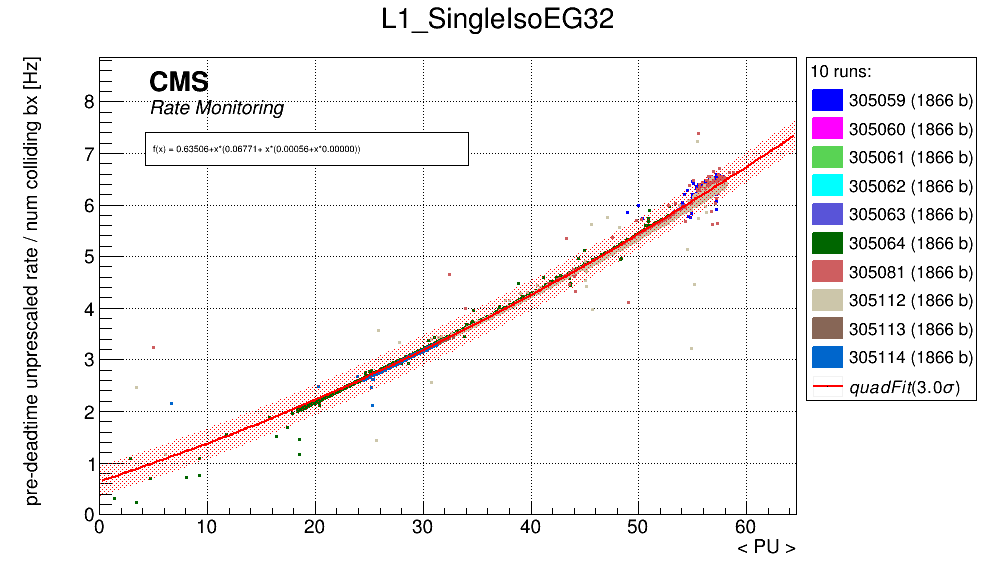 L1_SingleIsoEG32
pre-deadtime unprescaled rate / num colliding bx [Hz]
CMS
Rate Monitoring
f(x) = 0.63506+x*(0.06771+ x*(0.00056+x*0.00000))
8
7
6
5
4
3
2
1
0
0 10 20 30 40 50 60
< PU >
10 runs:
305059 (1866 b)
305060 (1866 b)
305061 (1866 b)
305062 (1866 b)
305063 (1866 b)
305064 (1866 b)
305081 (1866 b)
305112 (1866 b)
305113 (1866 b)
305114 (1866 b)
quadFit(3.0σ)